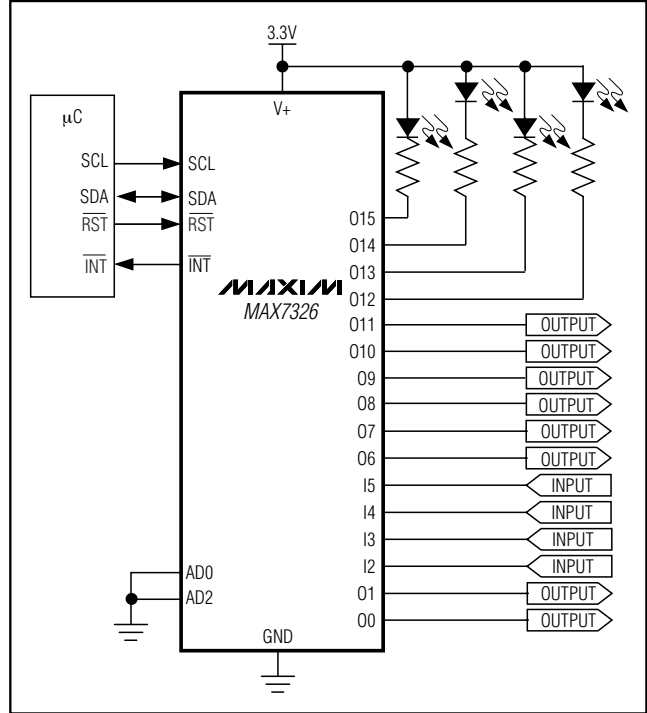 3.3V
μC
V+
SCL
SCL
SDA
SDA
RST
RST
INT
INT
MAXIM
MAX7326
O15
O14
O13
O12
O11
OUTPUT
O10
OUTPUT
O9
OUTPUT
O8
OUTPUT
O7
OUTPUT
O6
OUTPUT
I5
INPUT
I4
INPUT
I3
INPUT
I2
INPUT
AD0
O1
OUTPUT
AD2
O0
OUTPUT
GND